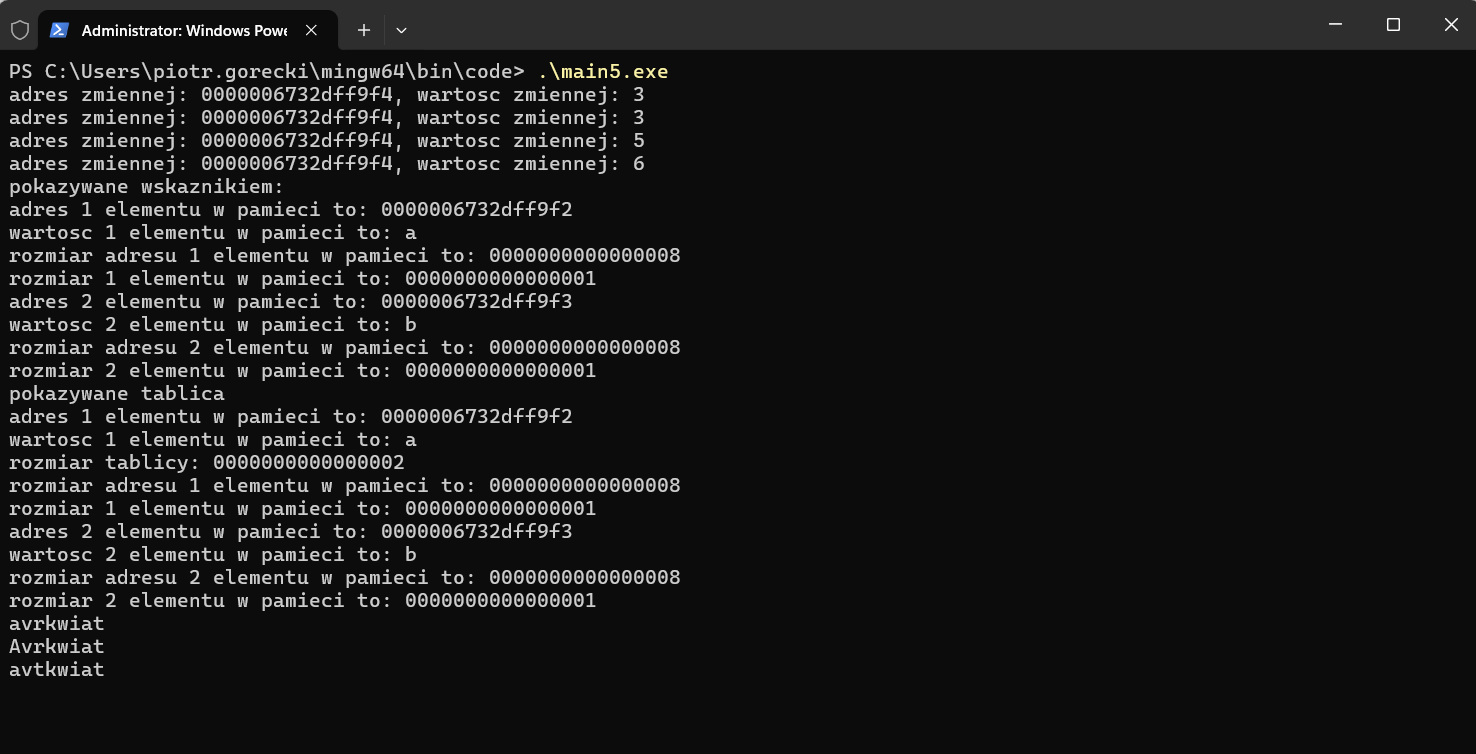 Administrator: Windows Powe
PS C:\Users\piotr.gorecki\mingw64\bin\code> .\main5.exe
adres zmiennej: 0000006732dff9f4, wartosc zmiennej: 3
adres zmiennej: 0000006732dff9f4, wartosc zmiennej: 3
adres zmiennej: 0000006732dff9f4, wartosc zmiennej: 5
adres zmiennej: 0000006732dff9f4, wartosc zmiennej: 6
pokazywane wskaznikiem:
adres 1 elementu w pamieci to: 0000006732dff9f2
wartosc 1 elementu w pamieci to: a
rozmiar adresu 1 elementu w pamieci to: 0000000000000008
rozmiar 1 elementu w pamieci to: 0000000000000001
adres 2 elementu w pamieci to: 0000006732dff9f3
wartosc 2 elementu w pamieci to: b
rozmiar adresu 2 elementu w pamieci to: 0000000000000008
rozmiar 2 elementu w pamieci to: 0000000000000001
pokazywane tablica
adres 1 elementu w pamieci to: 0000006732dff9f2
wartosc 1 elementu w pamieci to: a
rozmiar tablicy: 0000000000000002
rozmiar adresu 1 elementu w pamieci to: 0000000000000008
rozmiar 1 elementu w pamieci to: 0000000000000001
adres 2 elementu w pamieci to: 0000006732dff9f3
wartosc 2 elementu w pamieci to: b
rozmiar adresu 2 elementu w pamieci to: 0000000000000008
rozmiar 2 elementu w pamieci to: 0000000000000001
avrkwiat
Avrkwiat
avtkwiat